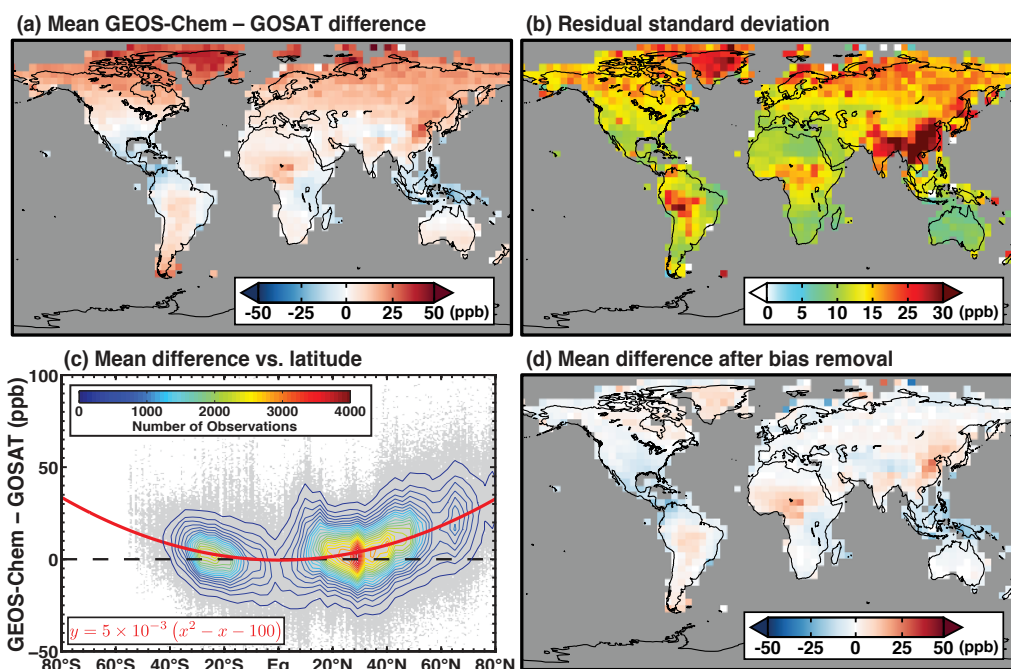 (a) Mean GEOS-Chem – GOSAT difference
-50 -25 0 25 50 (ppb)
(b) Residual standard deviation
0 5 10 15 25 30 (ppb)
(c) Mean difference vs. latitude
GEOS-Chem – GOSAT (ppb)
100
50
0
-50
0 1000 2000 3000 4000
Number of Observations
y = 5 × 10⁻³ (x² − x − 100)
80°S 60°S 40°S 20°S Eq 20°N 40°N 60°N 80°N
(d) Mean difference after bias removal
-50 -25 0 25 50 (ppb)